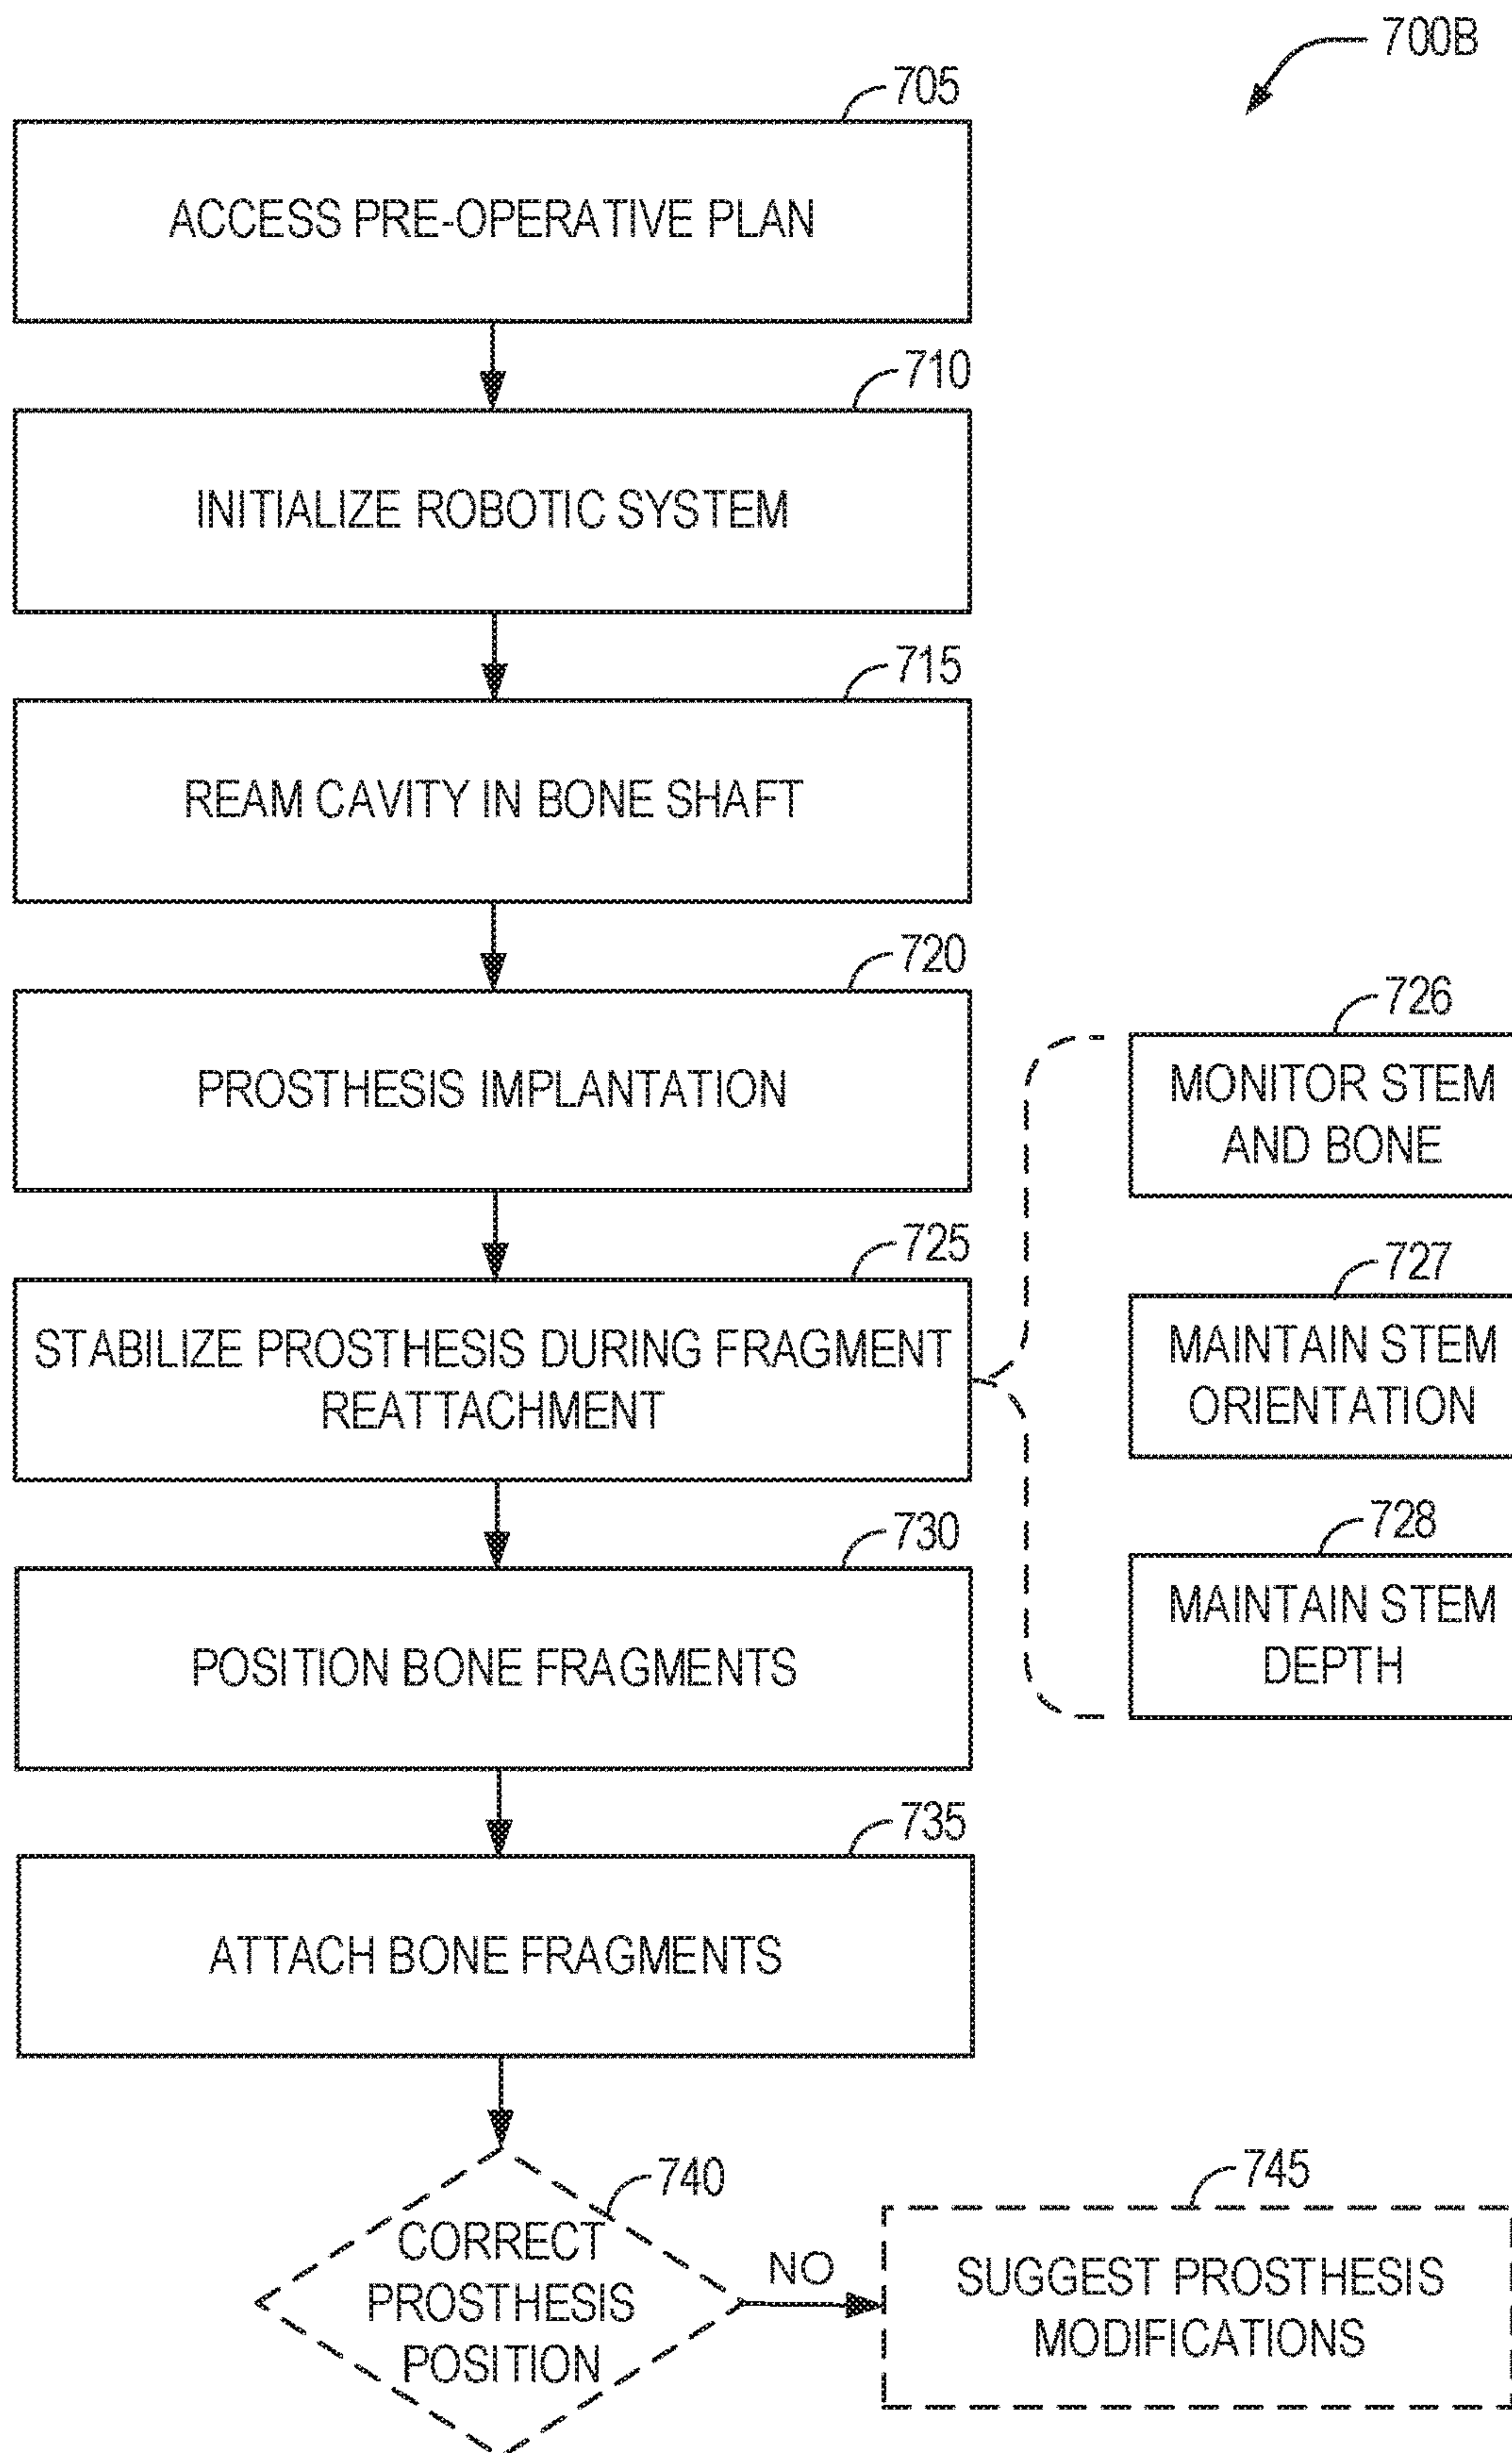 700B
705
ACCESS PRE-OPERATIVE PLAN
710
INITIALIZE ROBOTIC SYSTEM
715
REAM CAVITY IN BONE SHAFT
720
PROSTHESIS IMPLANTATION
725
STABILIZE PROSTHESIS DURING FRAGMENT
REATTACHMENT
726
MONITOR STEM
AND BONE
727
MAINTAIN STEM
ORIENTATION
728
MAINTAIN STEM
DEPTH
730
POSITION BONE FRAGMENTS
735
ATTACH BONE FRAGMENTS
740
CORRECT
PROSTHESIS
POSITION
NO
745
SUGGEST PROSTHESIS
MODIFICATIONS